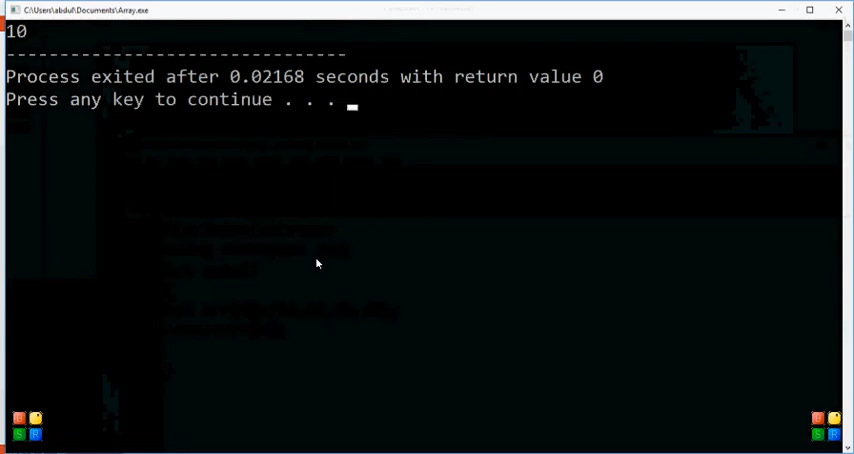 C:\Users\abdul\Documents\Array.exe
10
--------------------------------
Process exited after 0.02168 seconds with return value 0
Press any key to continue . . .